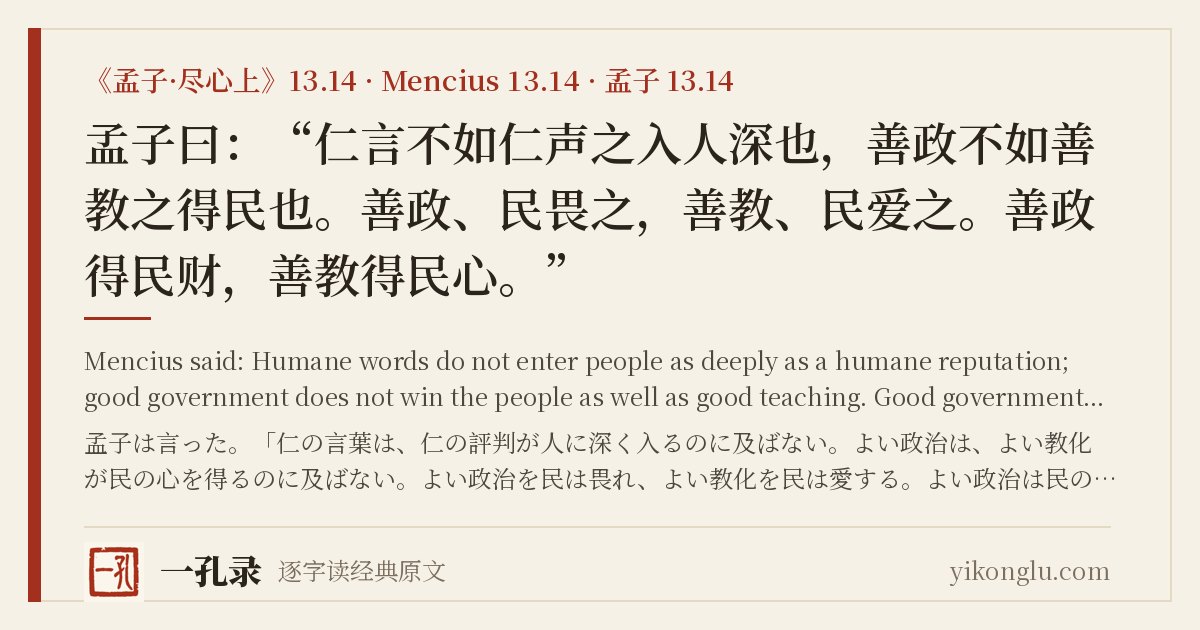 《孟子·尽心上》13.14 · Mencius 13.14 · 孟子 13.14
孟子曰：“仁言不如仁声之入人深也，善政不如善
教之得民也。善政、民畏之，善教、民爱之。善政
得民财，善教得民心。”
Mencius said: Humane words do not enter people as deeply as a humane reputation;
good government does not win the people as well as good teaching. Good government…
孟子は言った。「仁の言葉は、仁の評判が人に深く入るのに及ばない。よい政治は、よい教化
が民の心を得るのに及ばない。よい政治を民は畏れ、よい教化を民は愛する。よい政治は民の…
一孔
一孔录
逐字读经典原文
yikonglu.com